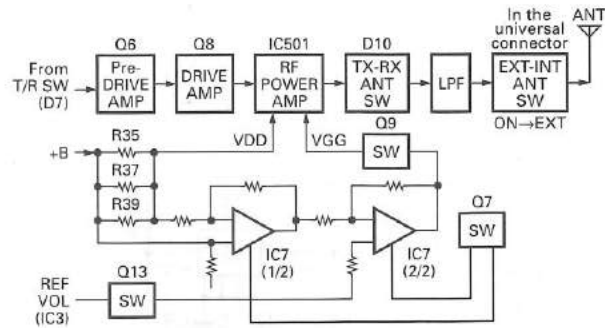 In the
universal
connector
ANT
Q6
Q8
IC501
D10
From
T/R SW
(D7)
Pre-
DRIVE
AMP
DRIVE
AMP
RF
POWER
AMP
TX-RX
ANT
SW
LPF
EXT-INT
ANT
SW
ON→EXT
R35
VDD
VGG
Q9
SW
+B
R37
R39
Q7
SW
IC7
(1/2)
IC7
(2/2)
Q13
REF
VOL
(IC3)
SW